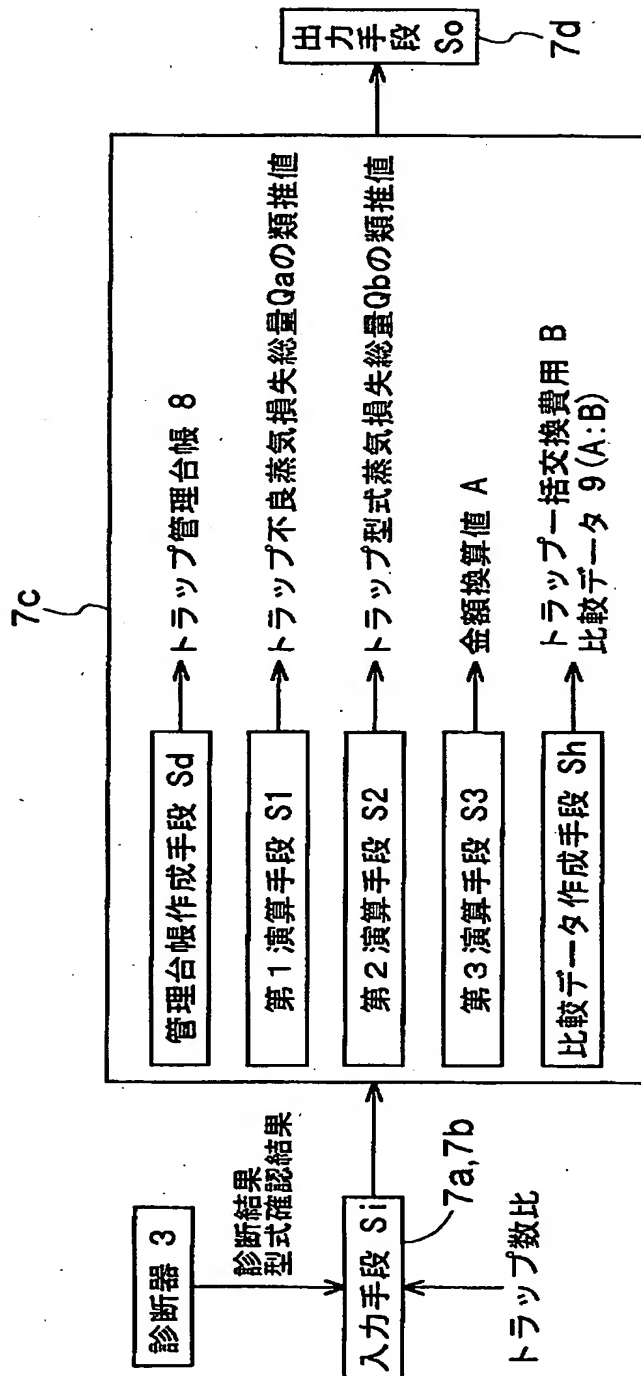 診断器 3
診断結果
型式確認結果
入力手段 Si
7a,7b
トラップ数比
7c
管理台帳作成手段 Sd
トラップ管理台帳 8
第1演算手段 S1
トラップ不良蒸気損失総量Qaの類推値
第2演算手段 S2
トラップ型式蒸気損失総量Qbの類推値
第3演算手段 S3
金額換算値 A
比較データ作成手段 Sh
トラップ一括交換費用 B
比較データ 9(A:B)
出力手段 So
7d